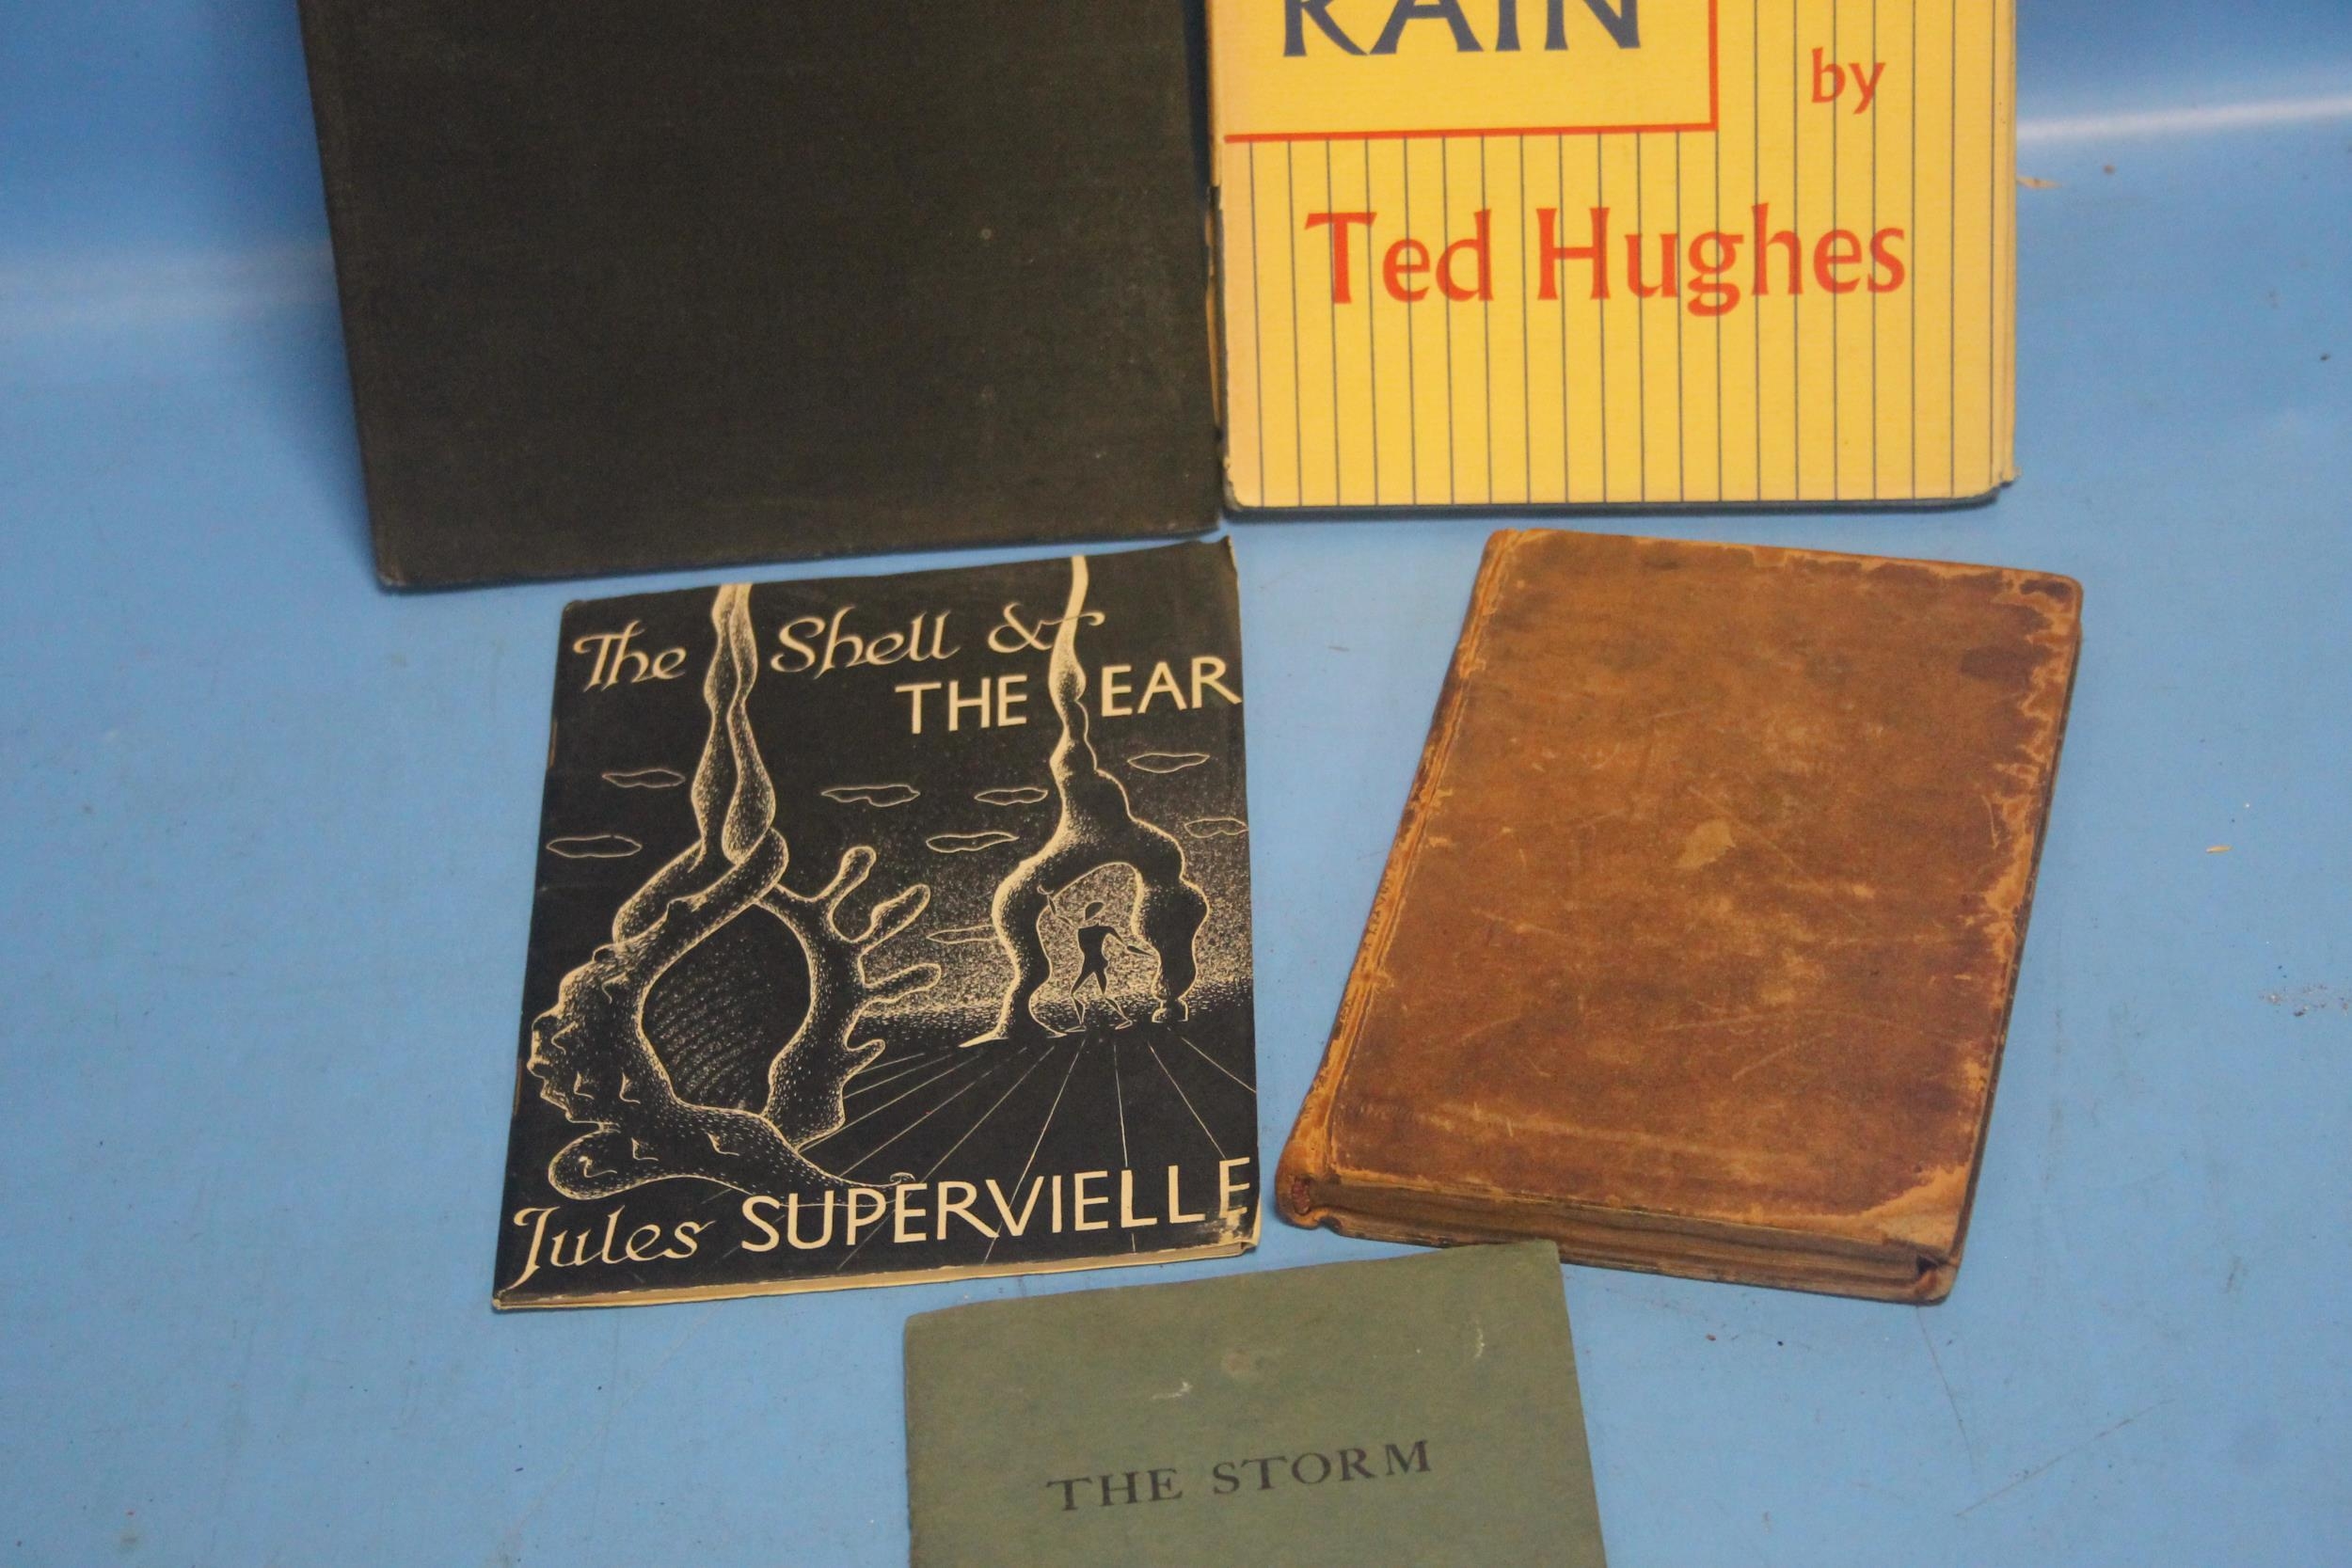 RAIN
by
Ted Hughes
The Shell &
THE EAR
Jules SUPERVIELLE
THE STORM